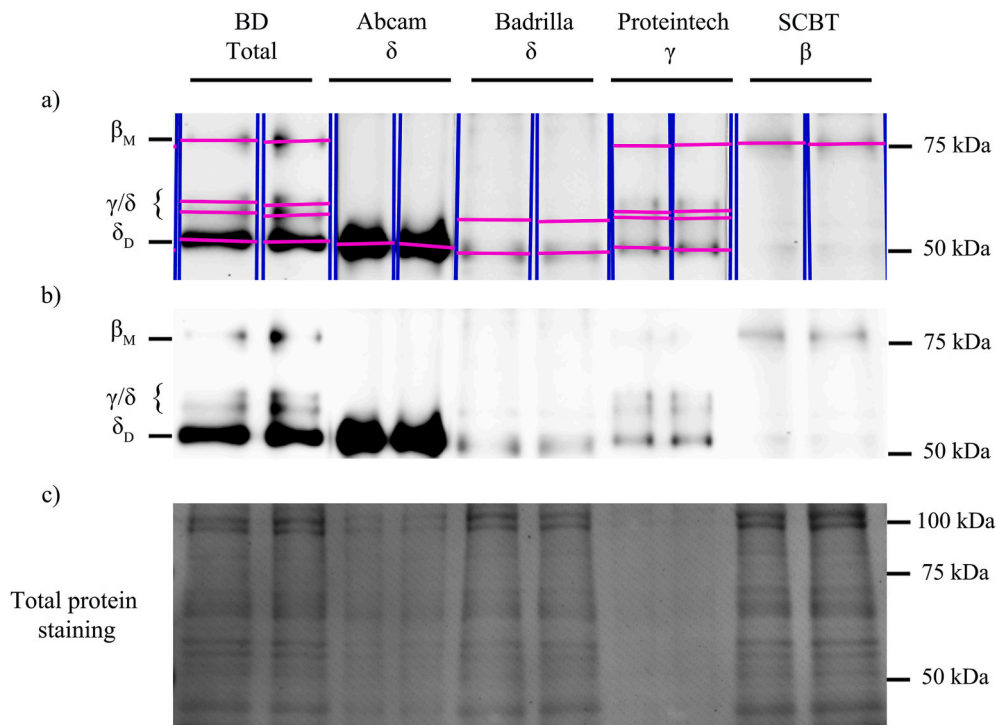 BD
Total
Abcam
δ
Badrilla
δ
Proteintech
γ
SCBT
β
a)
βM
γ/δ {
δD
75 kDa
50 kDa
b)
βM
γ/δ {
δD
75 kDa
50 kDa
c)
Total protein
staining
100 kDa
75 kDa
50 kDa